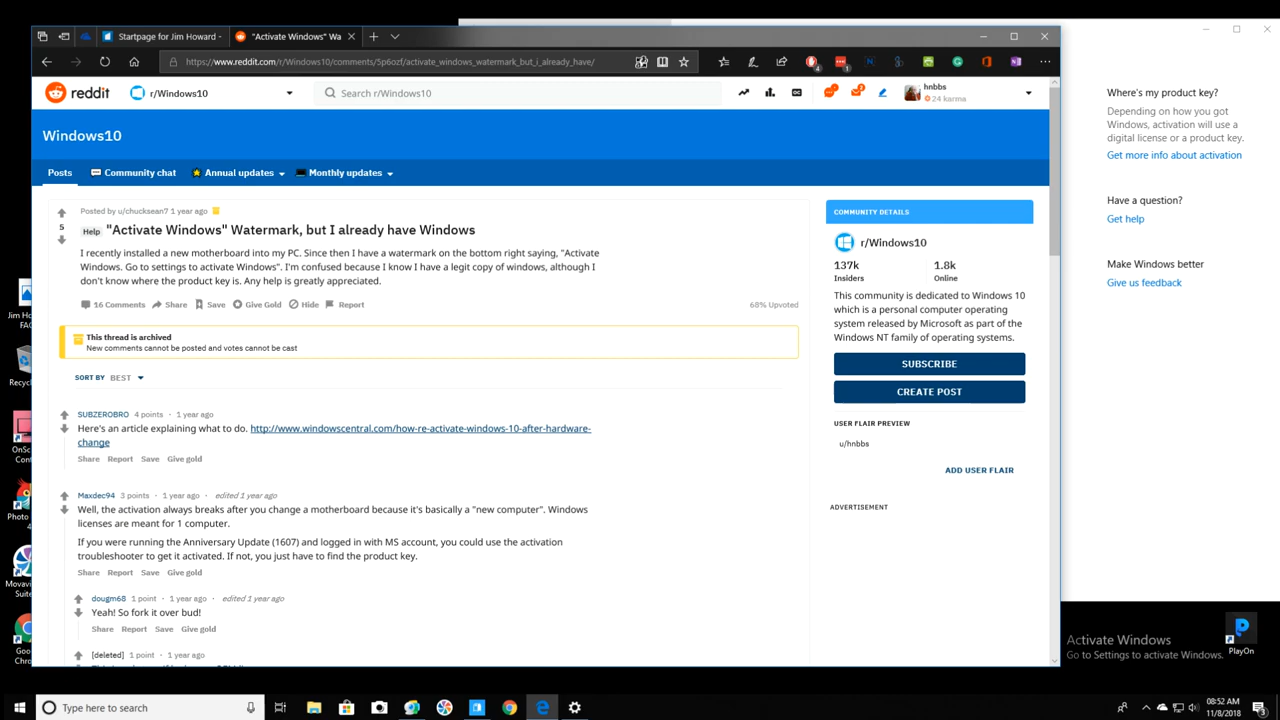 Startpage for Jim Howard -
"Activate Windows" Wa
https://www.reddit.com/r/Windows10/comments/5p6ozf/activate_windows_watermark_but_i_already_have/
4
1
reddit
r/Windows10
Search r/Windows10
hnbbs
24 karma
Windows10
Posts
Community chat
Annual updates
Monthly updates
Posted by u/chucksean7 1 year ago
5
Help "Activate Windows" Watermark, but I already have Windows
I recently installed a new motherboard into my PC. Since then I have a watermark on the bottom right saying, "Activate
Windows. Go to settings to activate Windows". I'm confused because I know I have a legit copy of windows, although I
don't know where the product key is. Any help is greatly appreciated.
16 Comments Share Save Give Gold Hide Report
68% Upvoted
This thread is archived
New comments cannot be posted and votes cannot be cast
SORT BY BEST
SUBZEROBRO 4 points · 1 year ago
Here's an article explaining what to do. http://www.windowscentral.com/how-re-activate-windows-10-after-hardware-
change
Share Report Save Give gold
Maxdec94 3 points · 1 year ago · edited 1 year ago
Well, the activation always breaks after you change a motherboard because it's basically a "new computer". Windows
licenses are meant for 1 computer.
If you were running the Anniversary Update (1607) and logged in with MS account, you could use the activation
troubleshooter to get it activated. If not, you just have to find the product key.
Share Report Save Give gold
dougm68 1 point · 1 year ago · edited 1 year ago
Yeah! So fork it over bud!
Share Report Save Give gold
[deleted] 1 point · 1 year ago
COMMUNITY DETAILS
r/Windows10
137k
Insiders
1.8k
Online
This community is dedicated to Windows 10
which is a personal computer operating
system released by Microsoft as part of the
Windows NT family of operating systems.
SUBSCRIBE
CREATE POST
USER FLAIR PREVIEW
u/hnbbs
ADD USER FLAIR
ADVERTISEMENT
Where's my product key?
Depending on how you got
Windows, activation will use a
digital license or a product key.
Get more info about activation
Have a question?
Get help
Make Windows better
Give us feedback
Jim Ho
FAC
Recyc
OnSc
Cont
Photo
4
Movav
Suite
Goo
Chro
Activate Windows
Go to Settings to activate Windows.
PlayOn
Type here to search
08:52 AM
11/8/2018
3